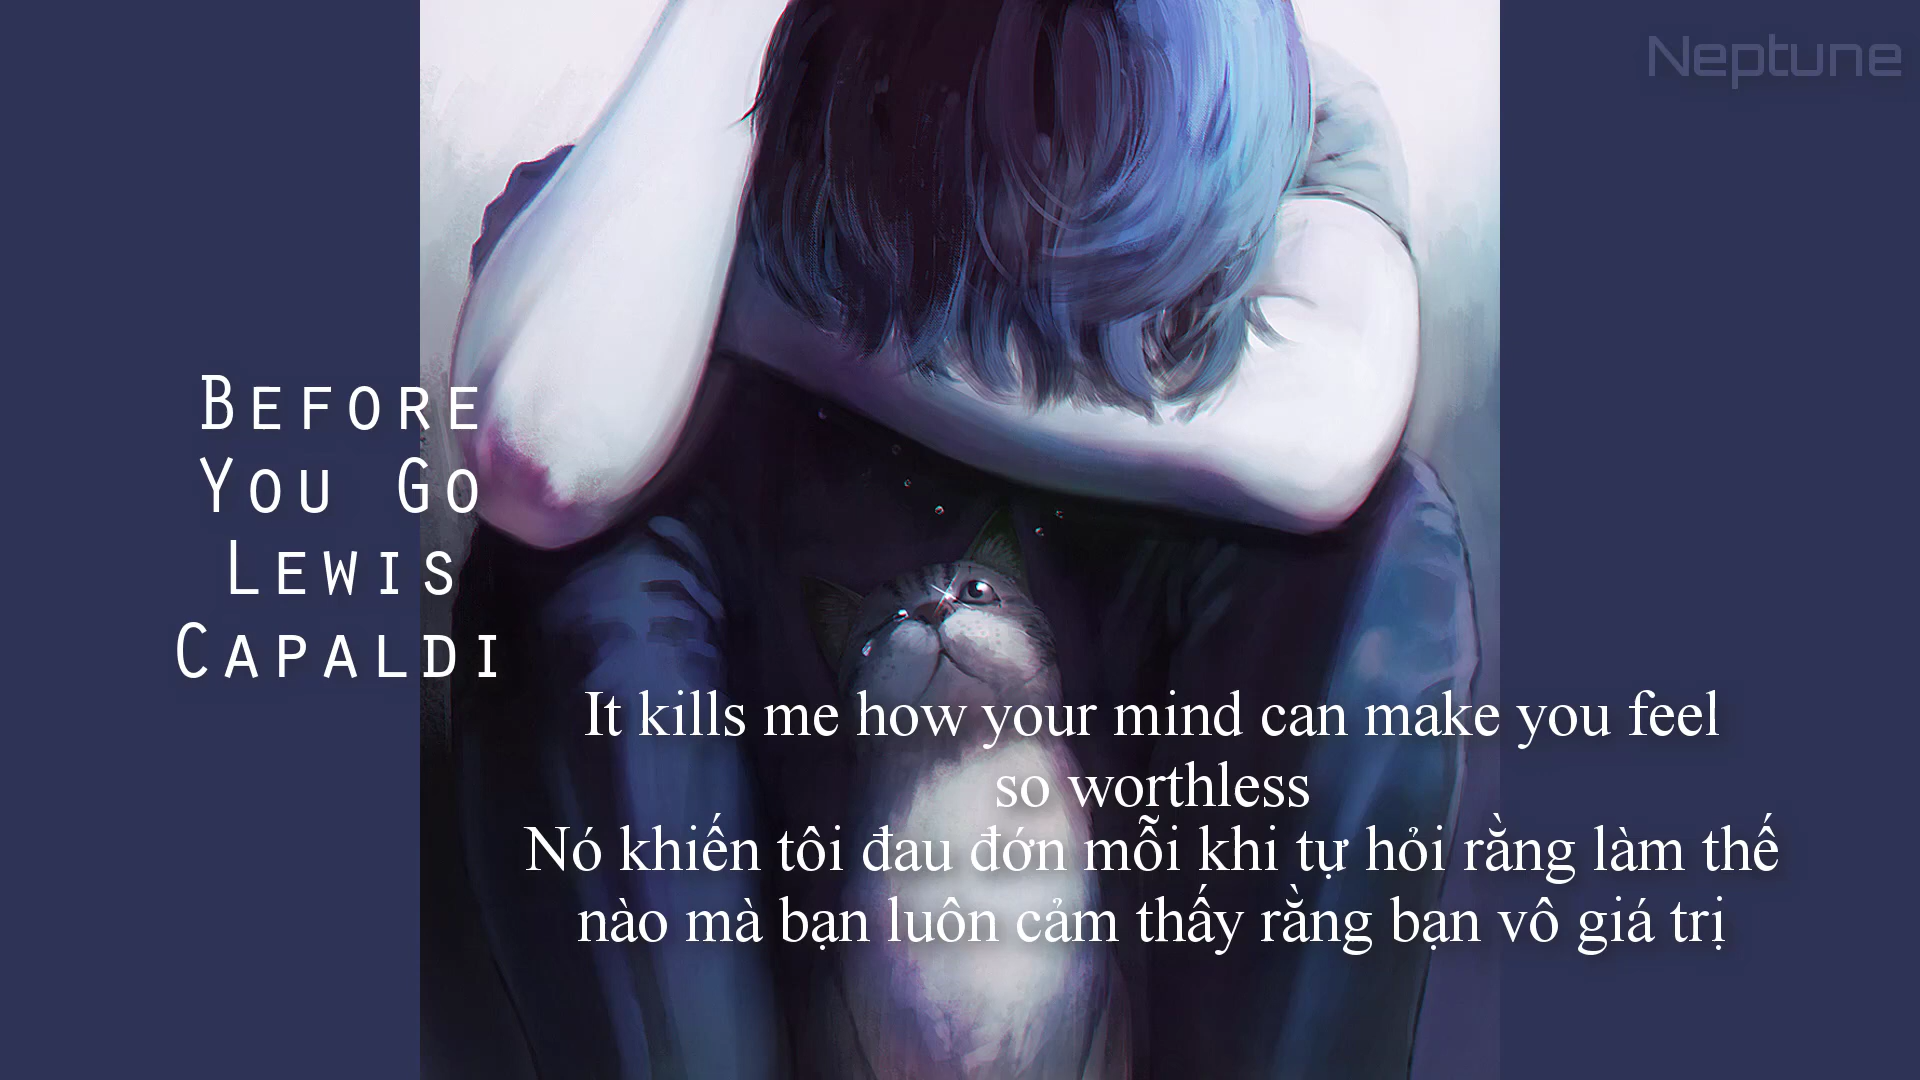 Neptune
Before
You Go
Lewis
Capaldi
It kills me how your mind can make you feel
so worthless
Nó khiến tôi đau đớn mỗi khi tự hỏi rằng làm thế
nào mà bạn luôn cảm thấy rằng bạn vô giá trị